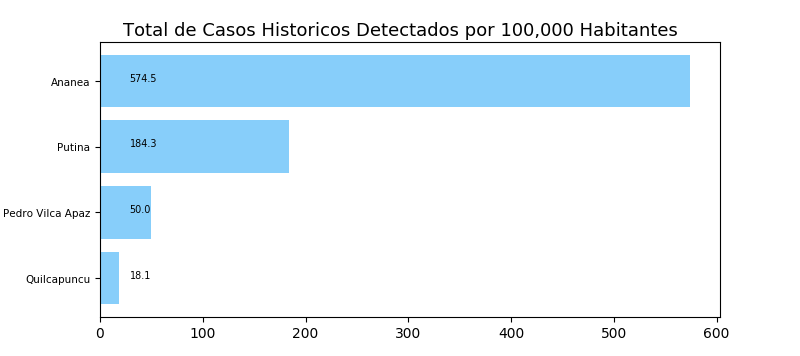 Total de Casos Historicos Detectados por 100,000 Habitantes
Ananea 574.5
Putina 184.3
Pedro Vilca Apaz 50.0
Quilcapuncu 18.1
0 100 200 300 400 500 600